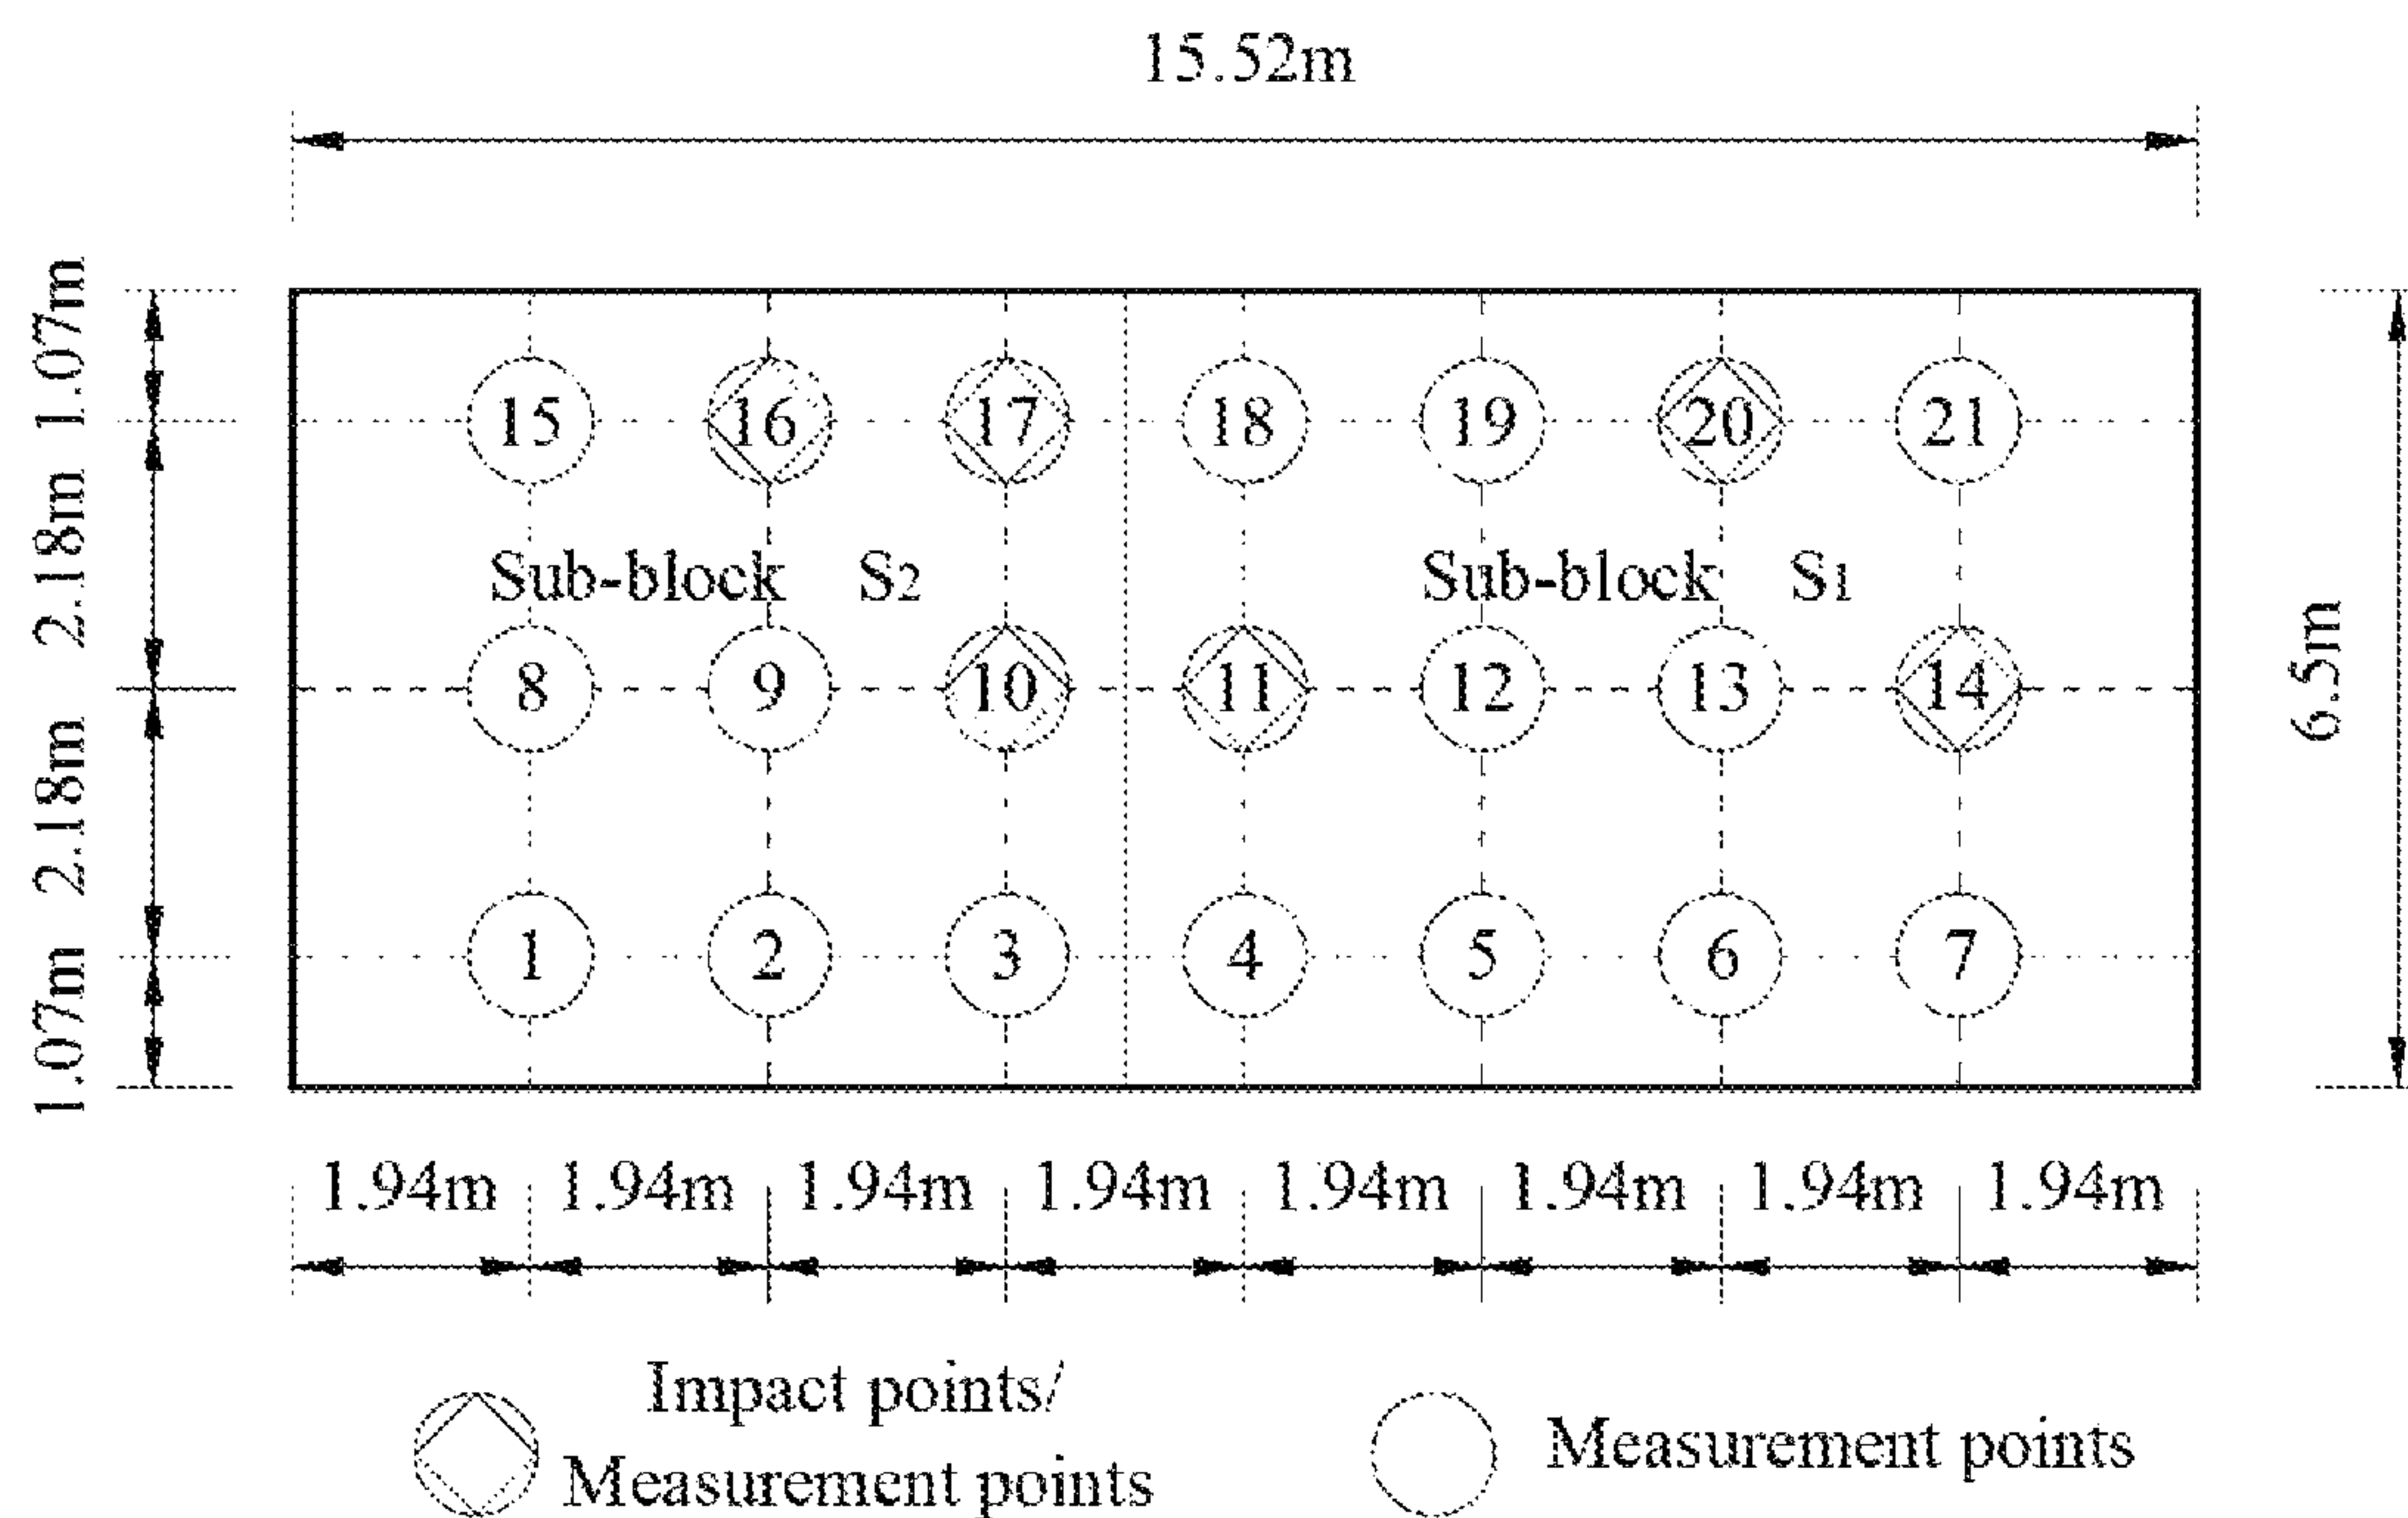 15.52m
1.07m
2.18m
2.18m
1.07m
6.5m
15 16 17 18 19 20 21
Sub-block S2 Sub-block S1
8 9 10 11 12 13 14
1 2 3 4 5 6 7
1.94m 1.94m 1.94m 1.94m 1.94m 1.94m 1.94m 1.94m
Impact points/
Measurement points
Measurement points